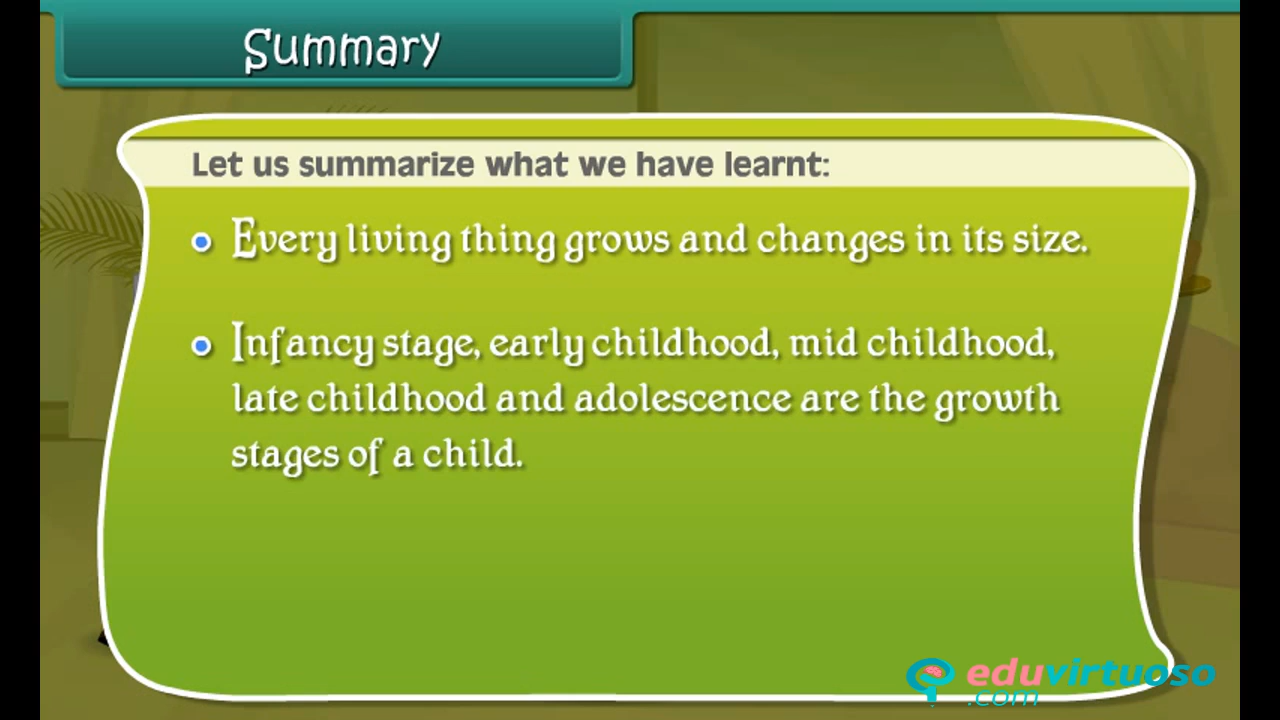 Summary
Let us summarize what we have learnt:
Every living thing grows and changes in its size.
Infancy stage, early childhood, mid childhood,
late childhood and adolescence are the growth
stages of a child.
eduvirtuoso
.com